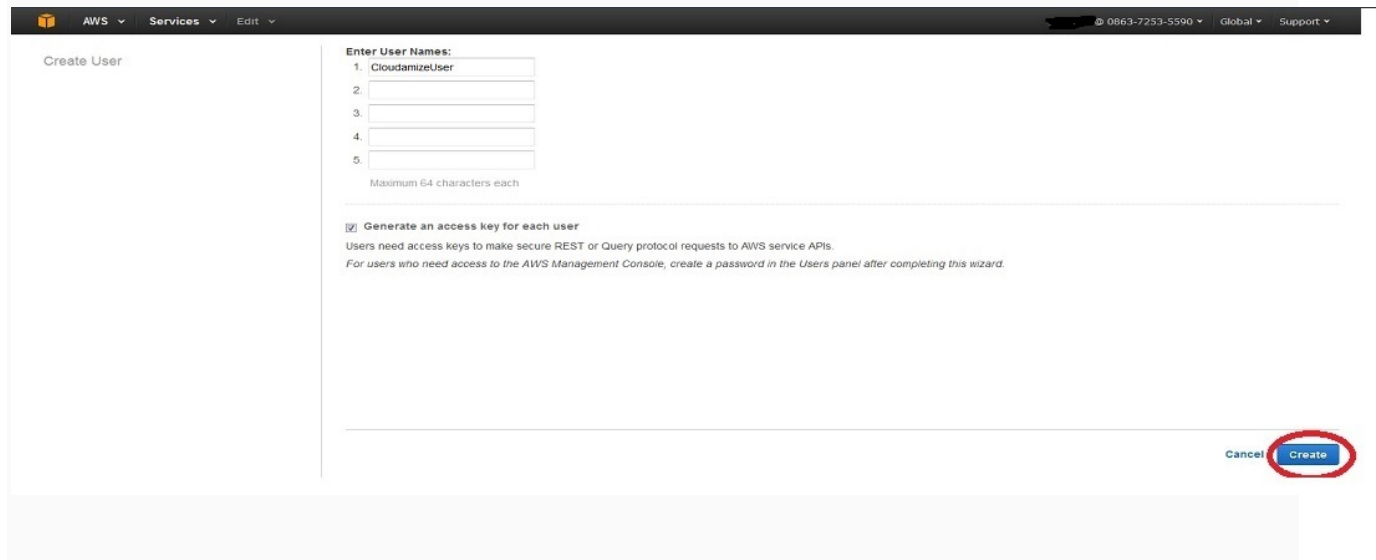 AWS Services Edit @ 0863-7253-5590 Global Support
Create User
Enter User Names:
1. CloudamizeUser
2.
3.
4.
5.
Maximum 64 characters each
Generate an access key for each user
Users need access keys to make secure REST or Query protocol requests to AWS service APIs.
For users who need access to the AWS Management Console, create a password in the Users panel after completing this wizard.
Cancel Create